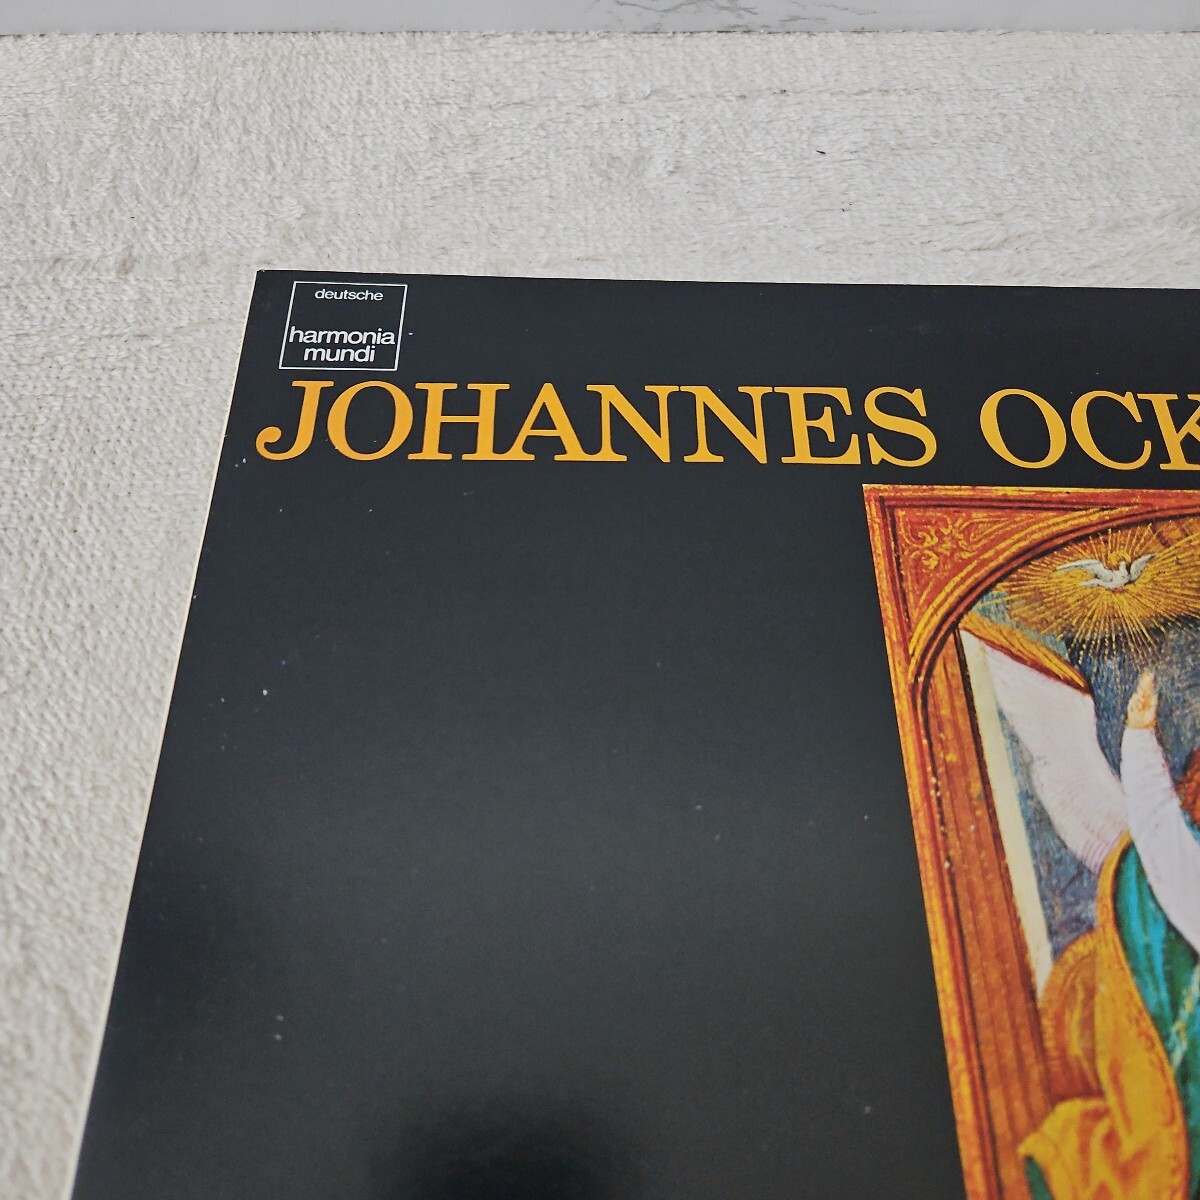 deutsche
harmonia
mundi
JOHANNES OCK